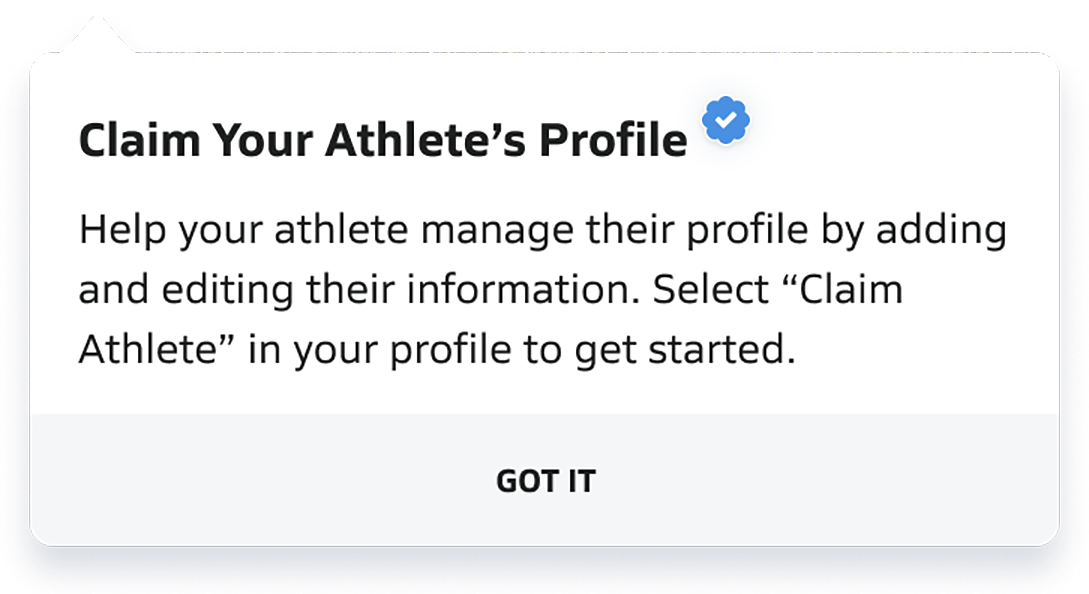 Claim Your Athlete’s Profile
Help your athlete manage their profile by adding
and editing their information. Select “Claim
Athlete” in your profile to get started.
GOT IT